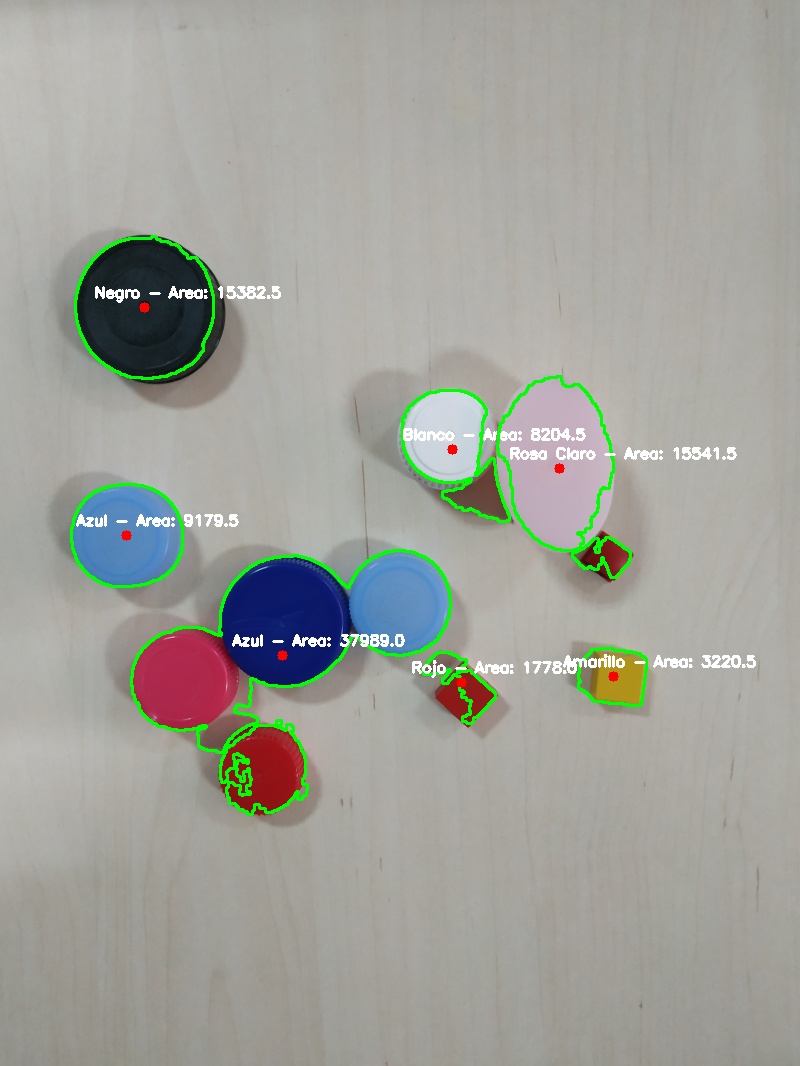 Negro - Area: 15382.5
Blanco - Area: 8204.5
Rosa Claro - Area: 15541.5
Azul - Area: 9179.5
Azul - Area: 37989.0
Rojo - Area: 1778.0
Amarillo - Area: 3220.5